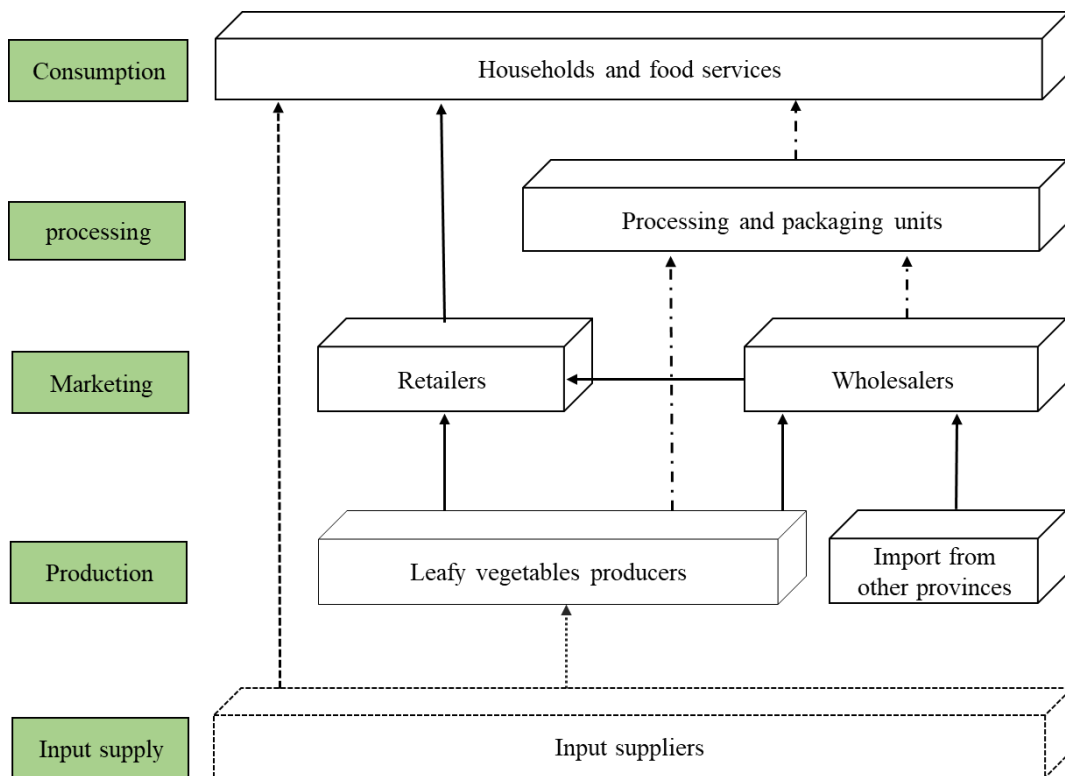 Consumption
Households and food services
processing
Processing and packaging units
Marketing
Retailers
Wholesalers
Production
Leafy vegetables producers
Import from
other provinces
Input supply
Input suppliers